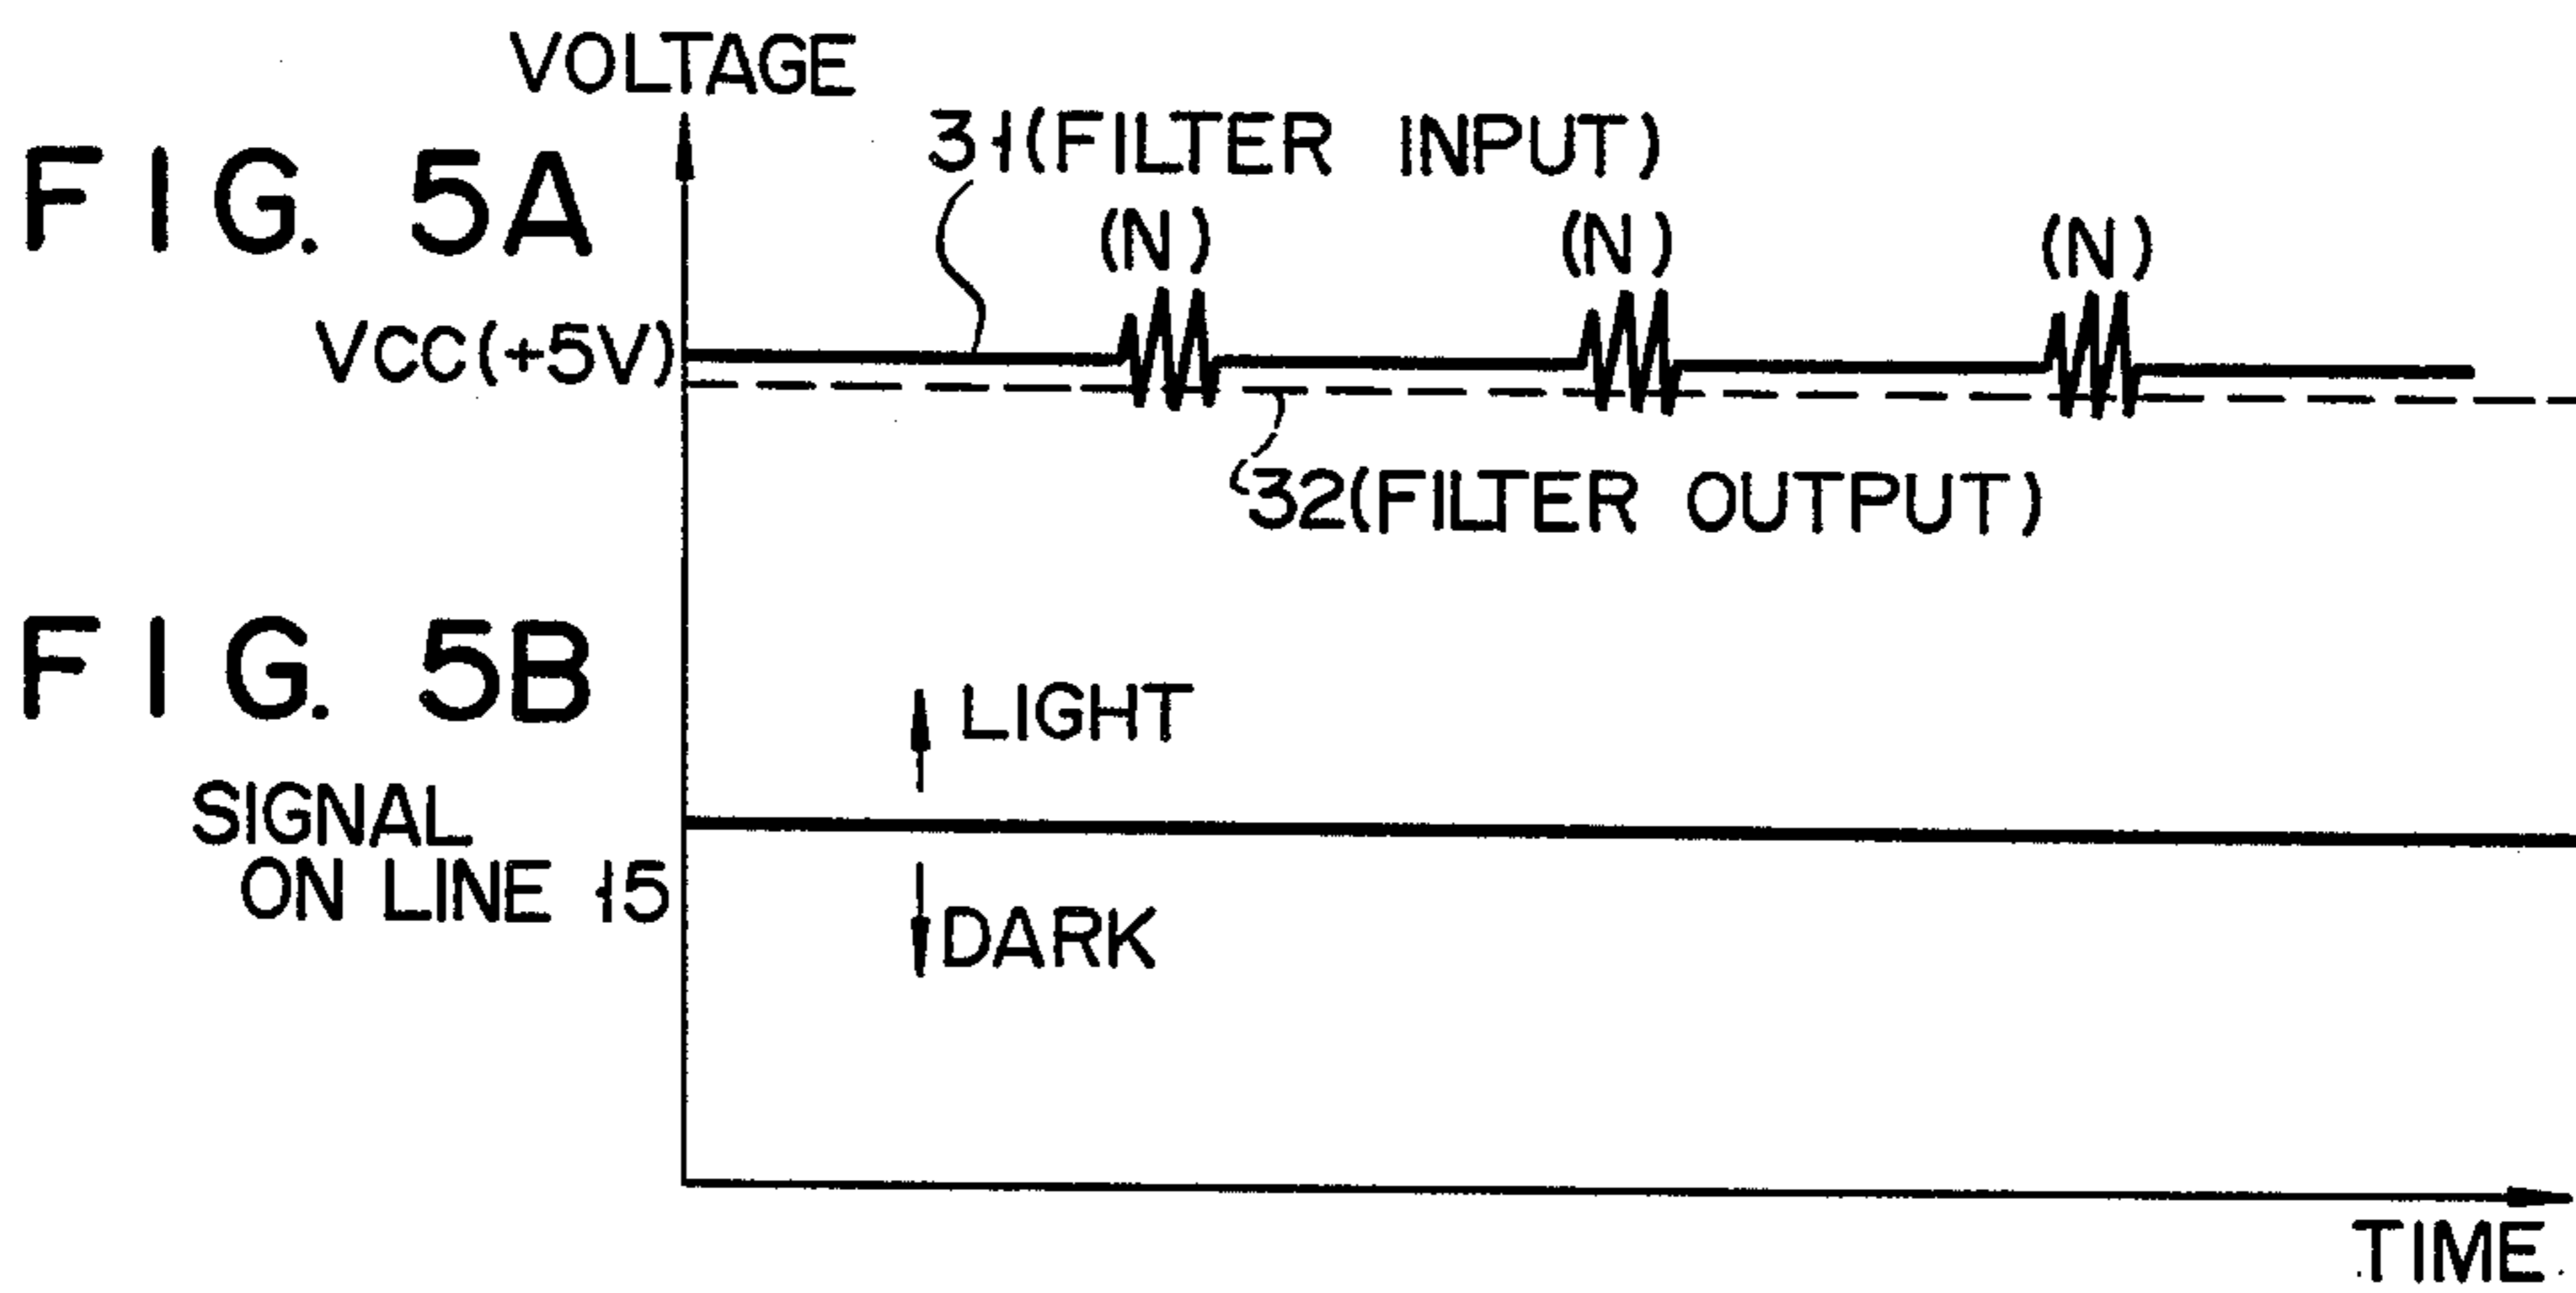 VOLTAGE
FIG. 5A
31(FILTER INPUT)
(N) (N) (N)
VCC(+5V)
32(FILTER OUTPUT)
FIG. 5B
LIGHT
SIGNAL
ON LINE 15
DARK
TIME